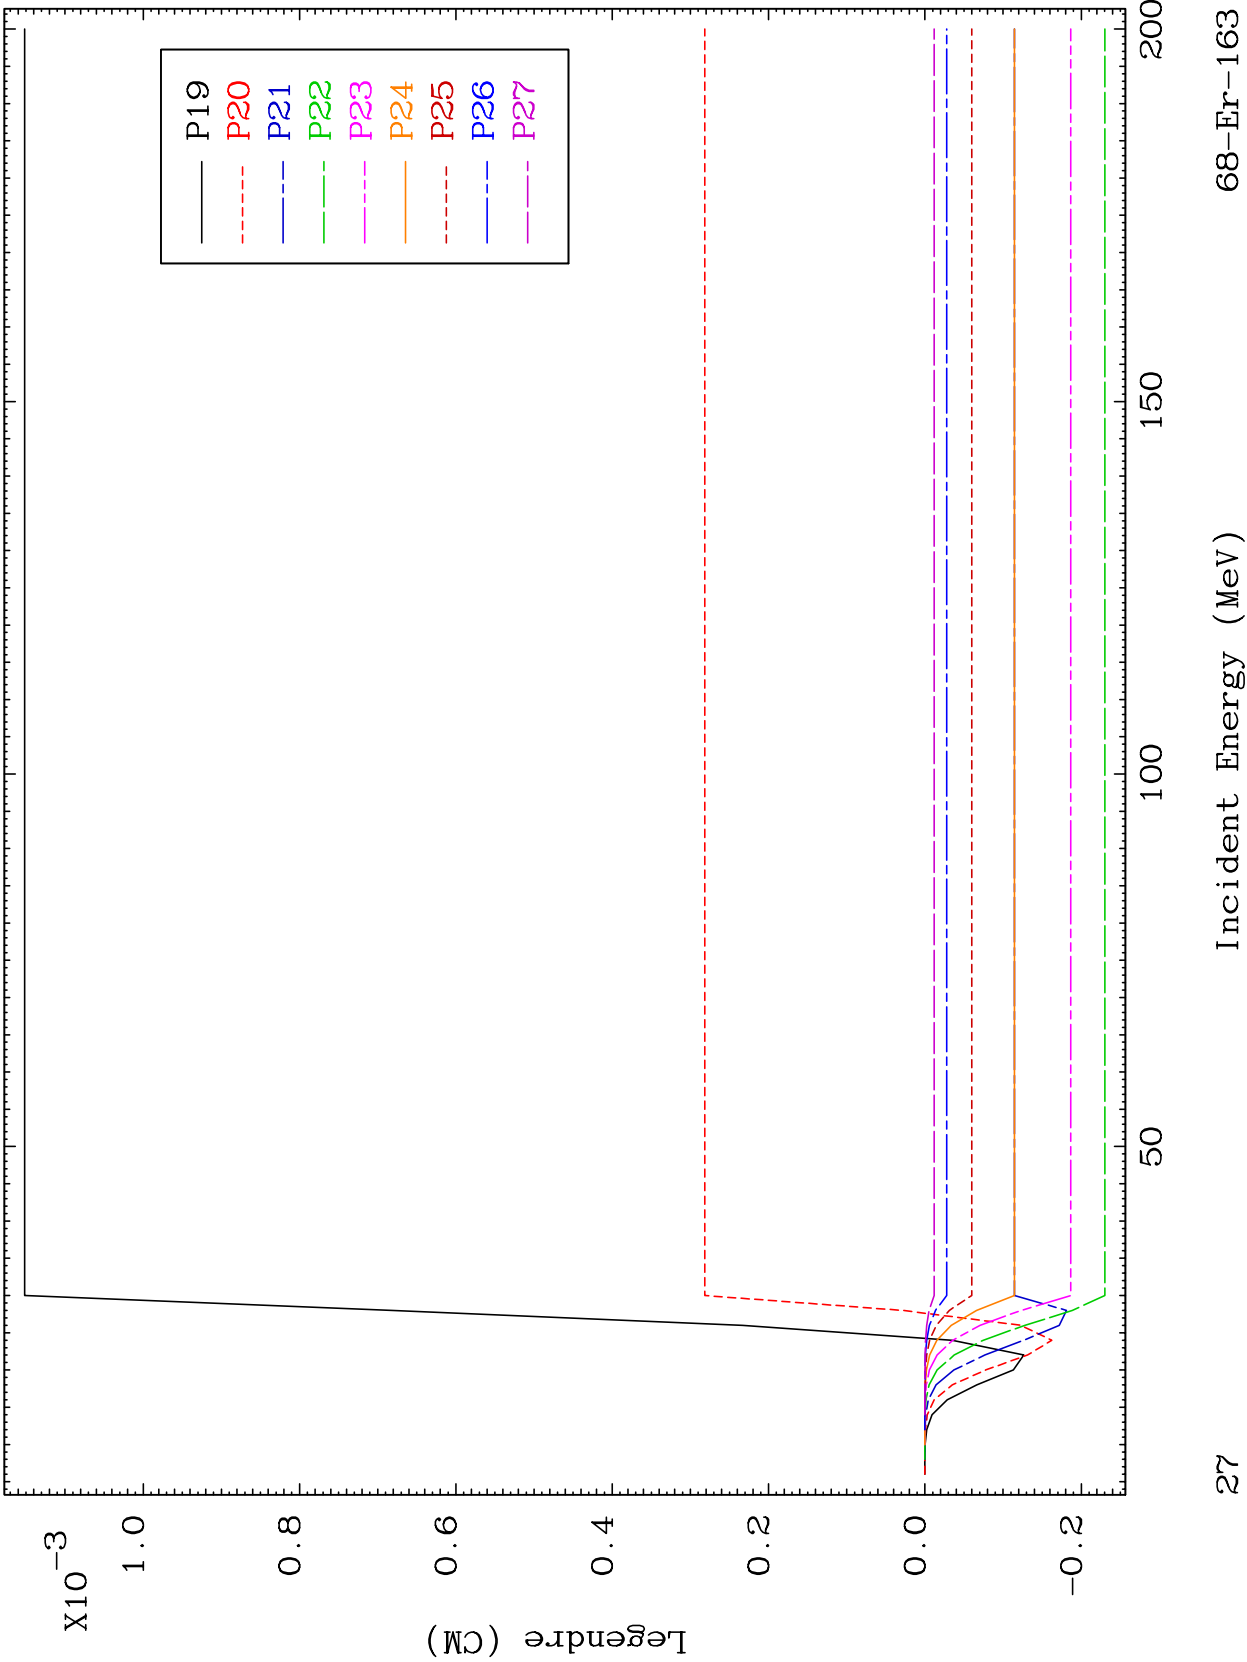 X10-3
1.0
0.8
0.6
0.4
0.2
0.0
-0.2
Legendre (CM)
P19
P20
P21
P22
P23
P24
P25
P26
P27
50
100
150
200
27
Incident Energy (MeV)
68-Er-163